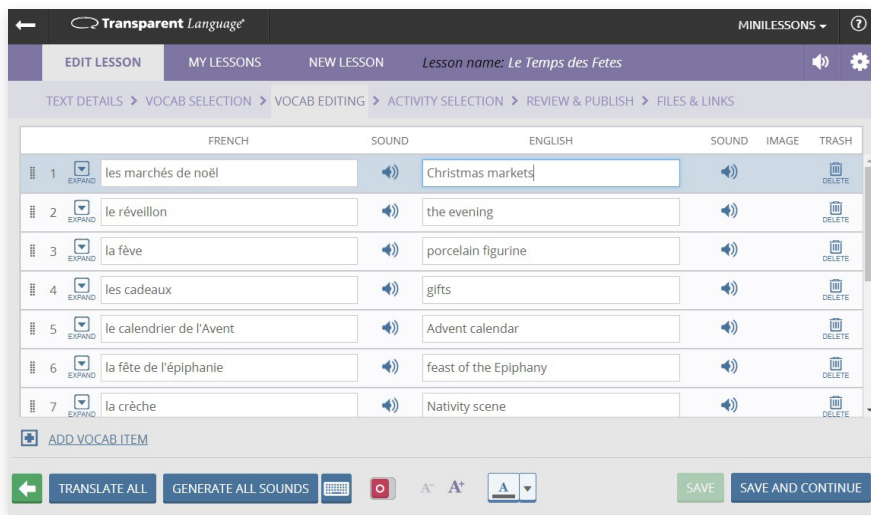 Transparent Language® MINILESSONS
EDIT LESSON MY LESSONS NEW LESSON Lesson name: Le Temps des Fetes
TEXT DETAILS > VOCAB SELECTION > VOCAB EDITING > ACTIVITY SELECTION > REVIEW & PUBLISH > FILES & LINKS
FRENCH SOUND ENGLISH SOUND IMAGE TRASH
1 EXPAND les marchés de noël Christmas markets DELETE
2 EXPAND le réveillon the evening DELETE
3 EXPAND la fève porcelain figurine DELETE
4 EXPAND les cadeaux gifts DELETE
5 EXPAND le calendrier de l'Avent Advent calendar DELETE
6 EXPAND la fête de l'épiphanie feast of the Epiphany DELETE
7 EXPAND la crèche Nativity scene DELETE
ADD VOCAB ITEM
TRANSLATE ALL GENERATE ALL SOUNDS A- A+ A SAVE SAVE AND CONTINUE